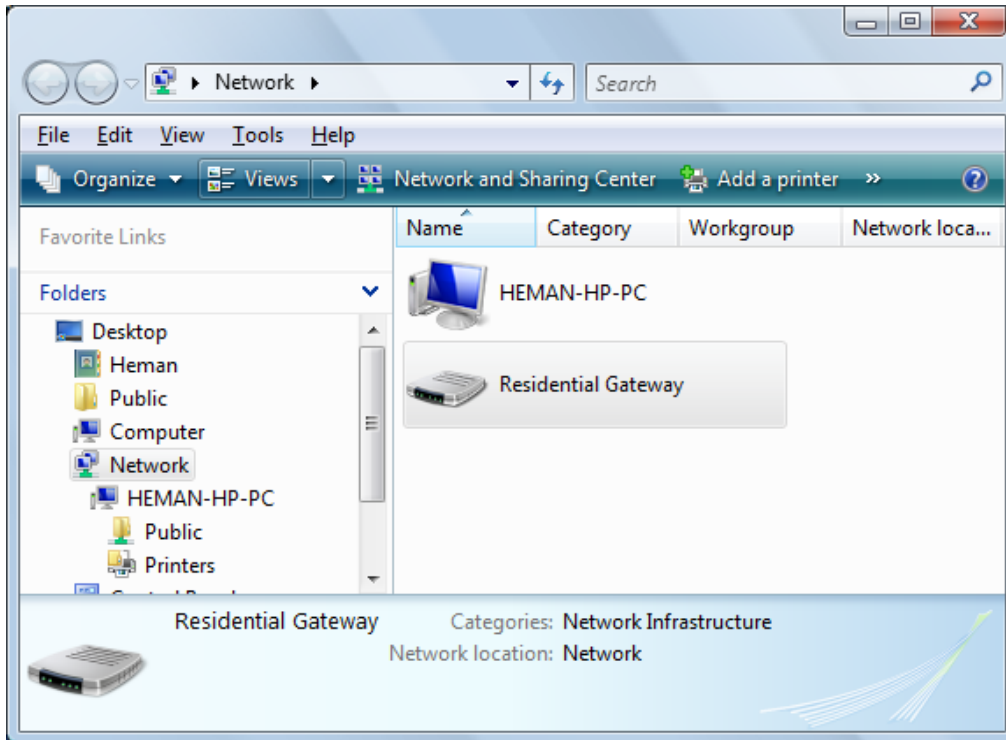 Network
Search
File Edit View Tools Help
Organize Views Network and Sharing Center Add a printer »
Favorite Links
Name Category Workgroup Network loca...
Folders
Desktop
Heman
Public
Computer
Network
HEMAN-HP-PC
Public
Printers
HEMAN-HP-PC
Residential Gateway
Residential Gateway Categories: Network Infrastructure
Network location: Network